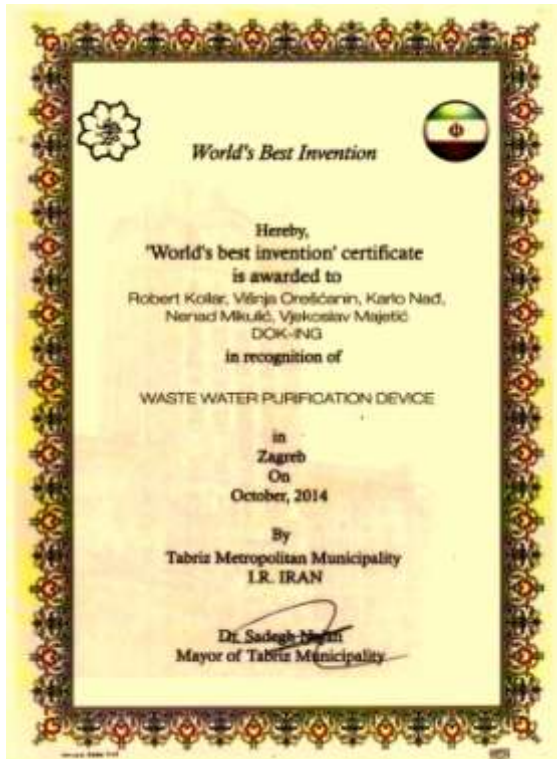 World's Best Invention
Hereby,
'World's best invention' certificate
is awarded to
Robert Kollar, Višnja Oreščanin, Karlo Nađ,
Nenad Mikulić, Vjekoslav Majetić
DOK-ING
in recognition of
WASTE WATER PURIFICATION DEVICE
in
Zagreb
On
October, 2014
By
Tabriz Metropolitan Municipality
I.R. IRAN
Dr. Sadegh
Mayor of Tabriz Municipality